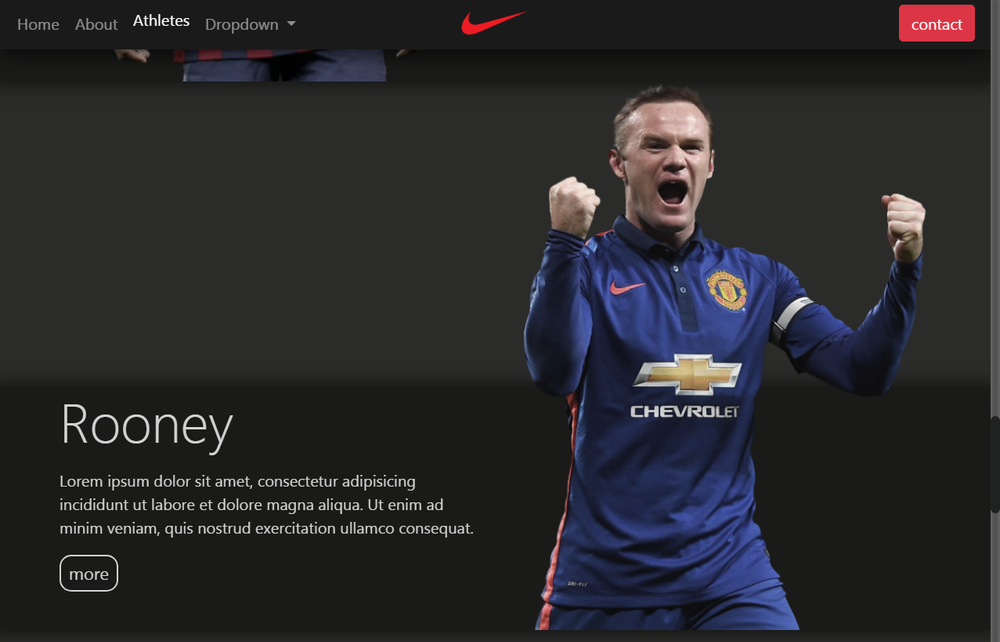 Home About Athletes Dropdown contact
CHEVROLET
Rooney
Lorem ipsum dolor sit amet, consectetur adipisicing
incididunt ut labore et dolore magna aliqua. Ut enim ad
minim veniam, quis nostrud exercitation ullamco consequat.
more